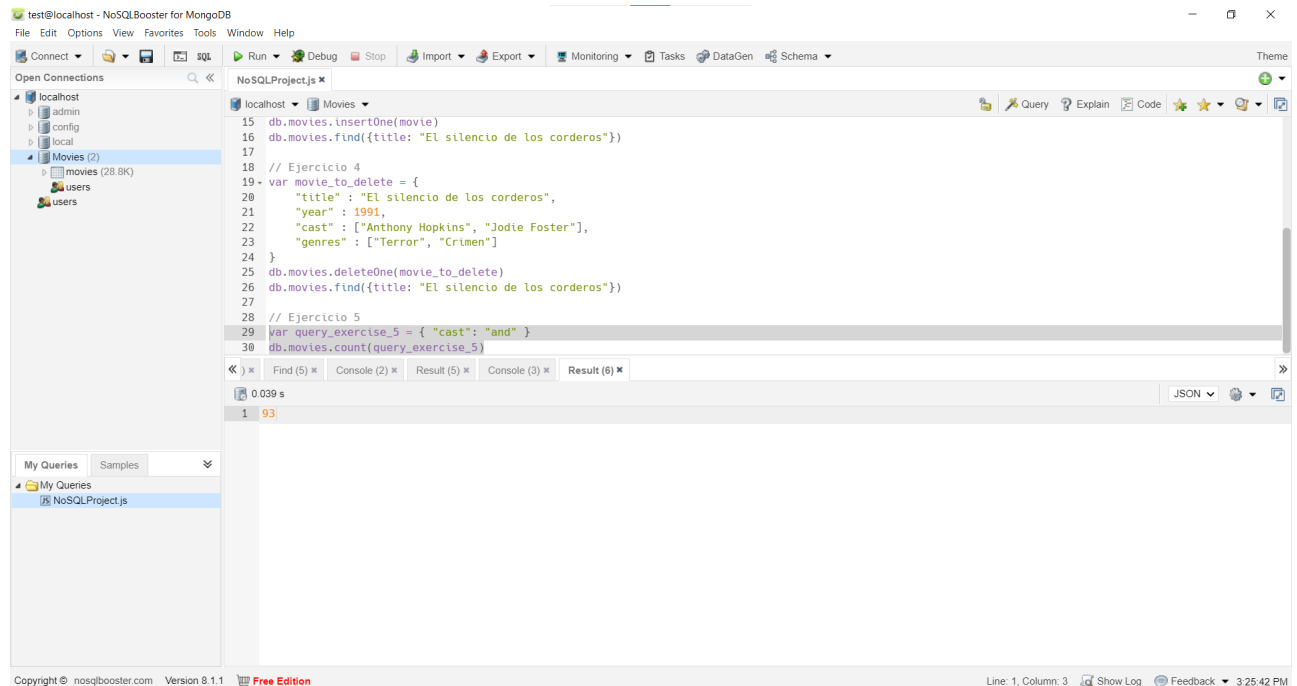 test@localhost - NoSQLBooster for MongoDB
File Edit Options View Favorites Tools Window Help
Connect SQL Run Debug Stop Import Export Monitoring Tasks DataGen Schema Theme
Open Connections
NoSQLProject.js
localhost
admin
config
local
Movies (2)
movies (28.8K)
users
users
localhost Movies Query Explain Code
15 db.movies.insertOne(movie)
16 db.movies.find({title: "El silencio de los corderos"})
17
18 // Ejercicio 4
19 var movie_to_delete = {
20 "title" : "El silencio de los corderos",
21 "year" : 1991,
22 "cast" : ["Anthony Hopkins", "Jodie Foster"],
23 "genres" : ["Terror", "Crimen"]
24 }
25 db.movies.deleteOne(movie_to_delete)
26 db.movies.find({title: "El silencio de los corderos"})
27
28 // Ejercicio 5
29 var query_exercise_5 = { "cast": "and" }
30 db.movies.count(query_exercise_5)
) Find (5) Console (2) Result (5) Console (3) Result (6)
0.039 s JSON
1 93
My Queries Samples
My Queries
NoSQLProject.js
Copyright © nosqlbooster.com Version 8.1.1 Free Edition Line: 1, Column: 3 Show Log Feedback 3:25:42 PM